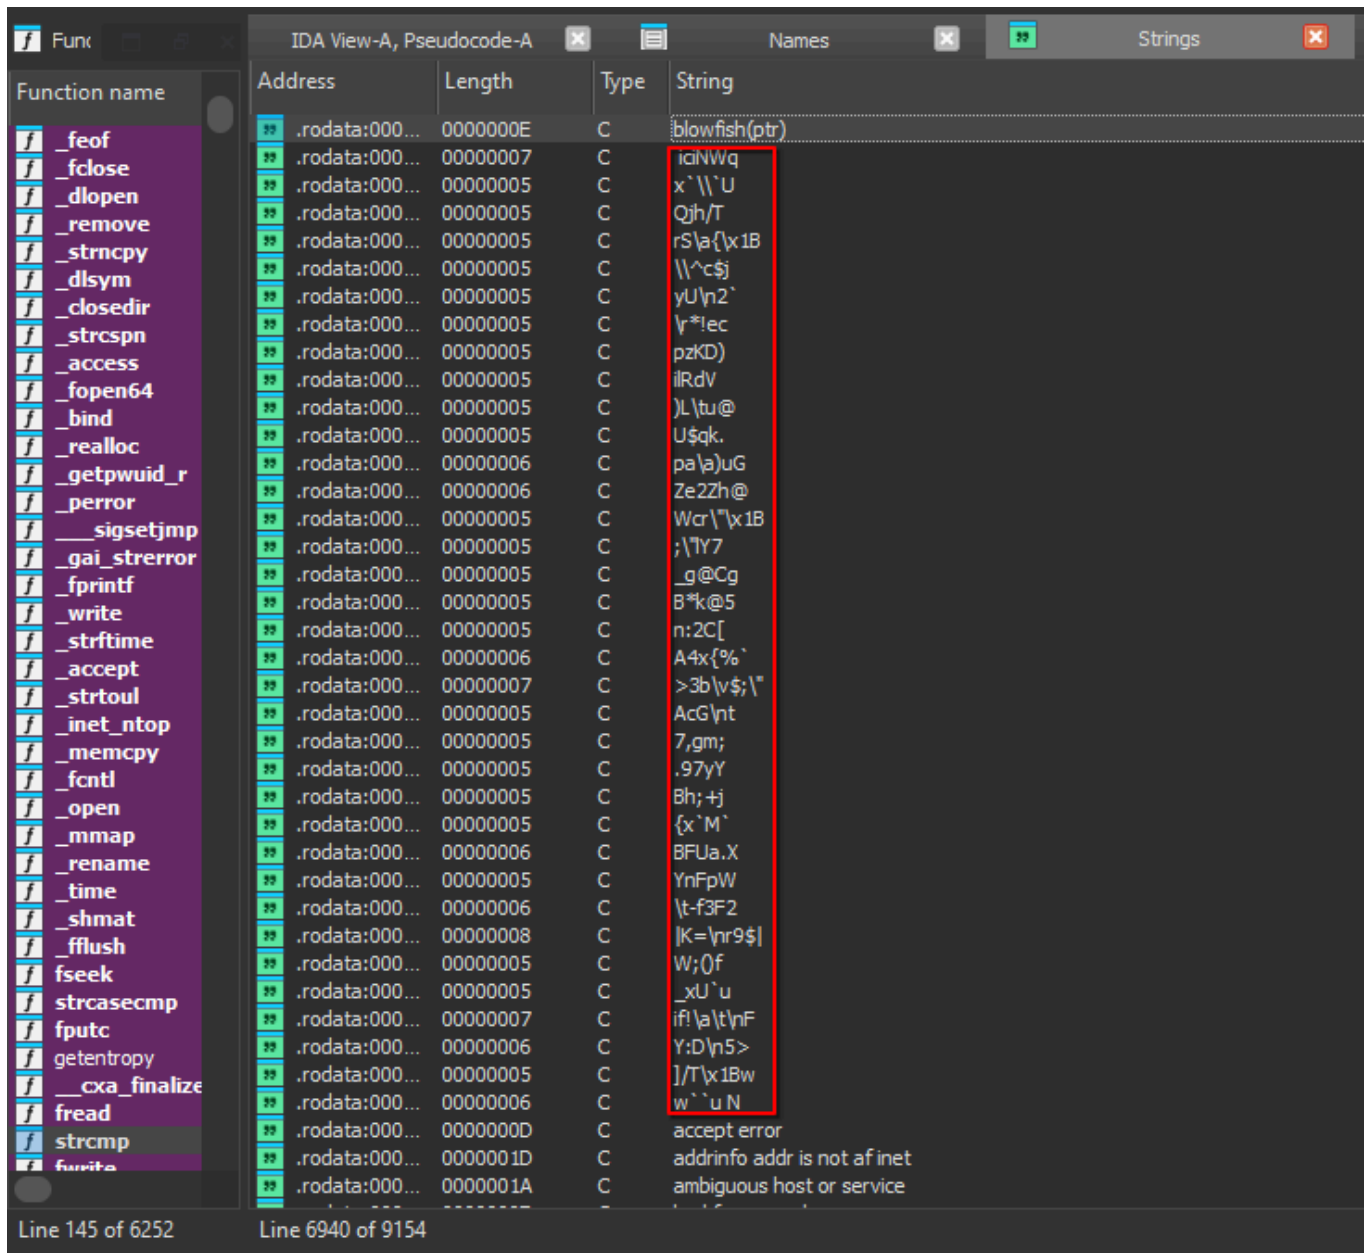 Func
IDA View-A, Pseudocode-A
Names
Strings
Function name
Address Length Type String
_feof
_fclose
_dlopen
_remove
_strncpy
_dlsym
_closedir
_strcspn
_access
_fopen64
_bind
_realloc
_getpwuid_r
_perror
___sigsetjmp
_gai_strerror
_fprintf
_write
_strftime
_accept
_strtoul
_inet_ntop
_memcpy
_fcntl
_open
_mmap
_rename
_time
_shmat
_fflush
fseek
strcasecmp
fputc
getentropy
__cxa_finalize
fread
strcmp
fwrite
.rodata:000... 0000000E C blowfish(ptr)
.rodata:000... 00000007 C iciNWq
.rodata:000... 00000005 C x`\\`U
.rodata:000... 00000005 C Qjh/T
.rodata:000... 00000005 C rS\a{\x1B
.rodata:000... 00000005 C \\^c$j
.rodata:000... 00000005 C yU\n2`
.rodata:000... 00000005 C \r*!ec
.rodata:000... 00000005 C pzKD)
.rodata:000... 00000005 C ilRdV
.rodata:000... 00000005 C )L\tu@
.rodata:000... 00000005 C U$qk.
.rodata:000... 00000006 C pa\a)uG
.rodata:000... 00000006 C Ze2Zh@
.rodata:000... 00000005 C Wcr\"\x1B
.rodata:000... 00000005 C ;\"lY7
.rodata:000... 00000005 C _g@Cg
.rodata:000... 00000005 C B*k@5
.rodata:000... 00000005 C n:2C[
.rodata:000... 00000006 C A4x{%`
.rodata:000... 00000007 C >3b\v$;\"
.rodata:000... 00000005 C AcG\nt
.rodata:000... 00000005 C 7,gm;
.rodata:000... 00000005 C .97yY
.rodata:000... 00000005 C Bh;+j
.rodata:000... 00000005 C {x`M`
.rodata:000... 00000006 C BFUa.X
.rodata:000... 00000005 C YnFpW
.rodata:000... 00000006 C \t-f3F2
.rodata:000... 00000008 C |K=\nr9$|
.rodata:000... 00000005 C W;()f
.rodata:000... 00000005 C _xU`u
.rodata:000... 00000007 C if!\a\t\nF
.rodata:000... 00000006 C Y:D\n5>
.rodata:000... 00000005 C ]/T\x1Bw
.rodata:000... 00000006 C w``u N
.rodata:000... 0000000D C accept error
.rodata:000... 0000001D C addrinfo addr is not af inet
.rodata:000... 0000001A C ambiguous host or service
Line 145 of 6252
Line 6940 of 9154